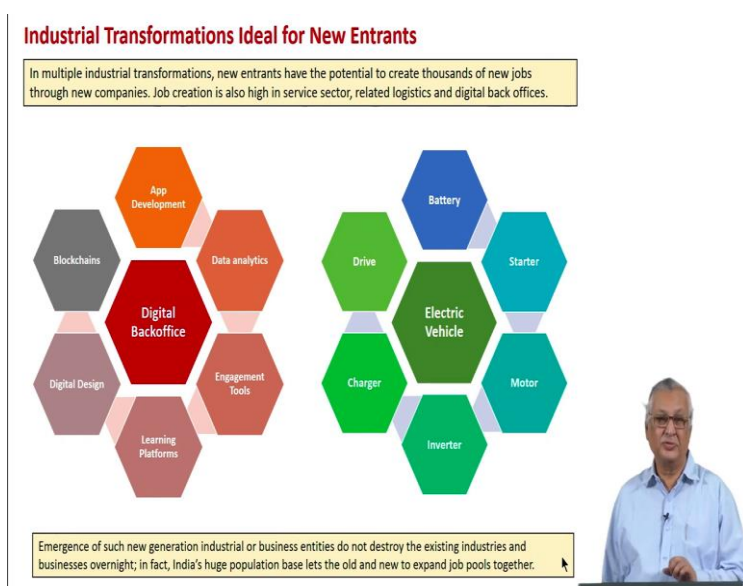 Industrial Transformations Ideal for New Entrants
In multiple industrial transformations, new entrants have the potential to create thousands of new jobs
through new companies. Job creation is also high in service sector, related logistics and digital back offices.
App
Development
Blockchains
Data analytics
Digital
Backoffice
Digital Design
Engagement
Tools
Learning
Platforms
Battery
Drive
Starter
Electric
Vehicle
Charger
Motor
Inverter
Emergence of such new generation industrial or business entities do not destroy the existing industries and
businesses overnight; in fact, India's huge population base lets the old and new to expand job pools together.